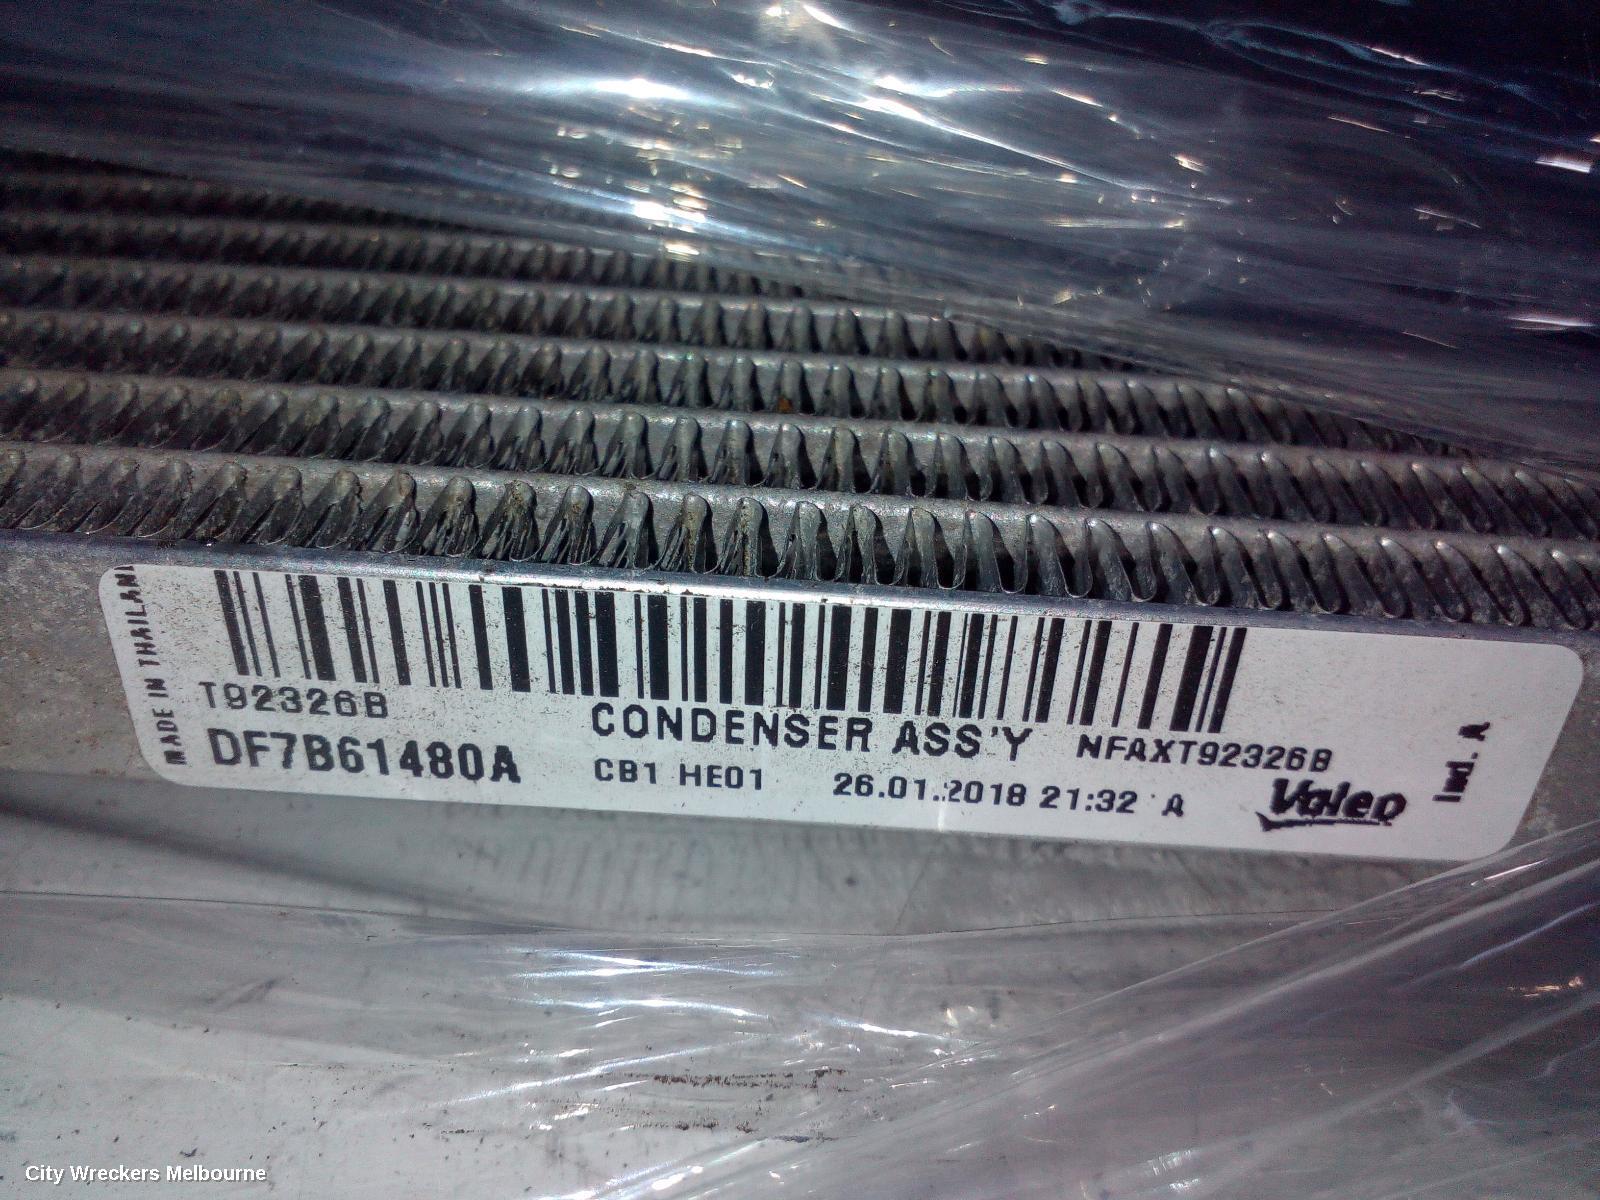 MADE IN THAILAND
T92326B
DF7B61480A
CONDENSER ASS'Y
NFAXT92326B
CB1 HE01
26.01.2018 21:32 A
Valeo
Ind. A
City Wreckers Melbourne